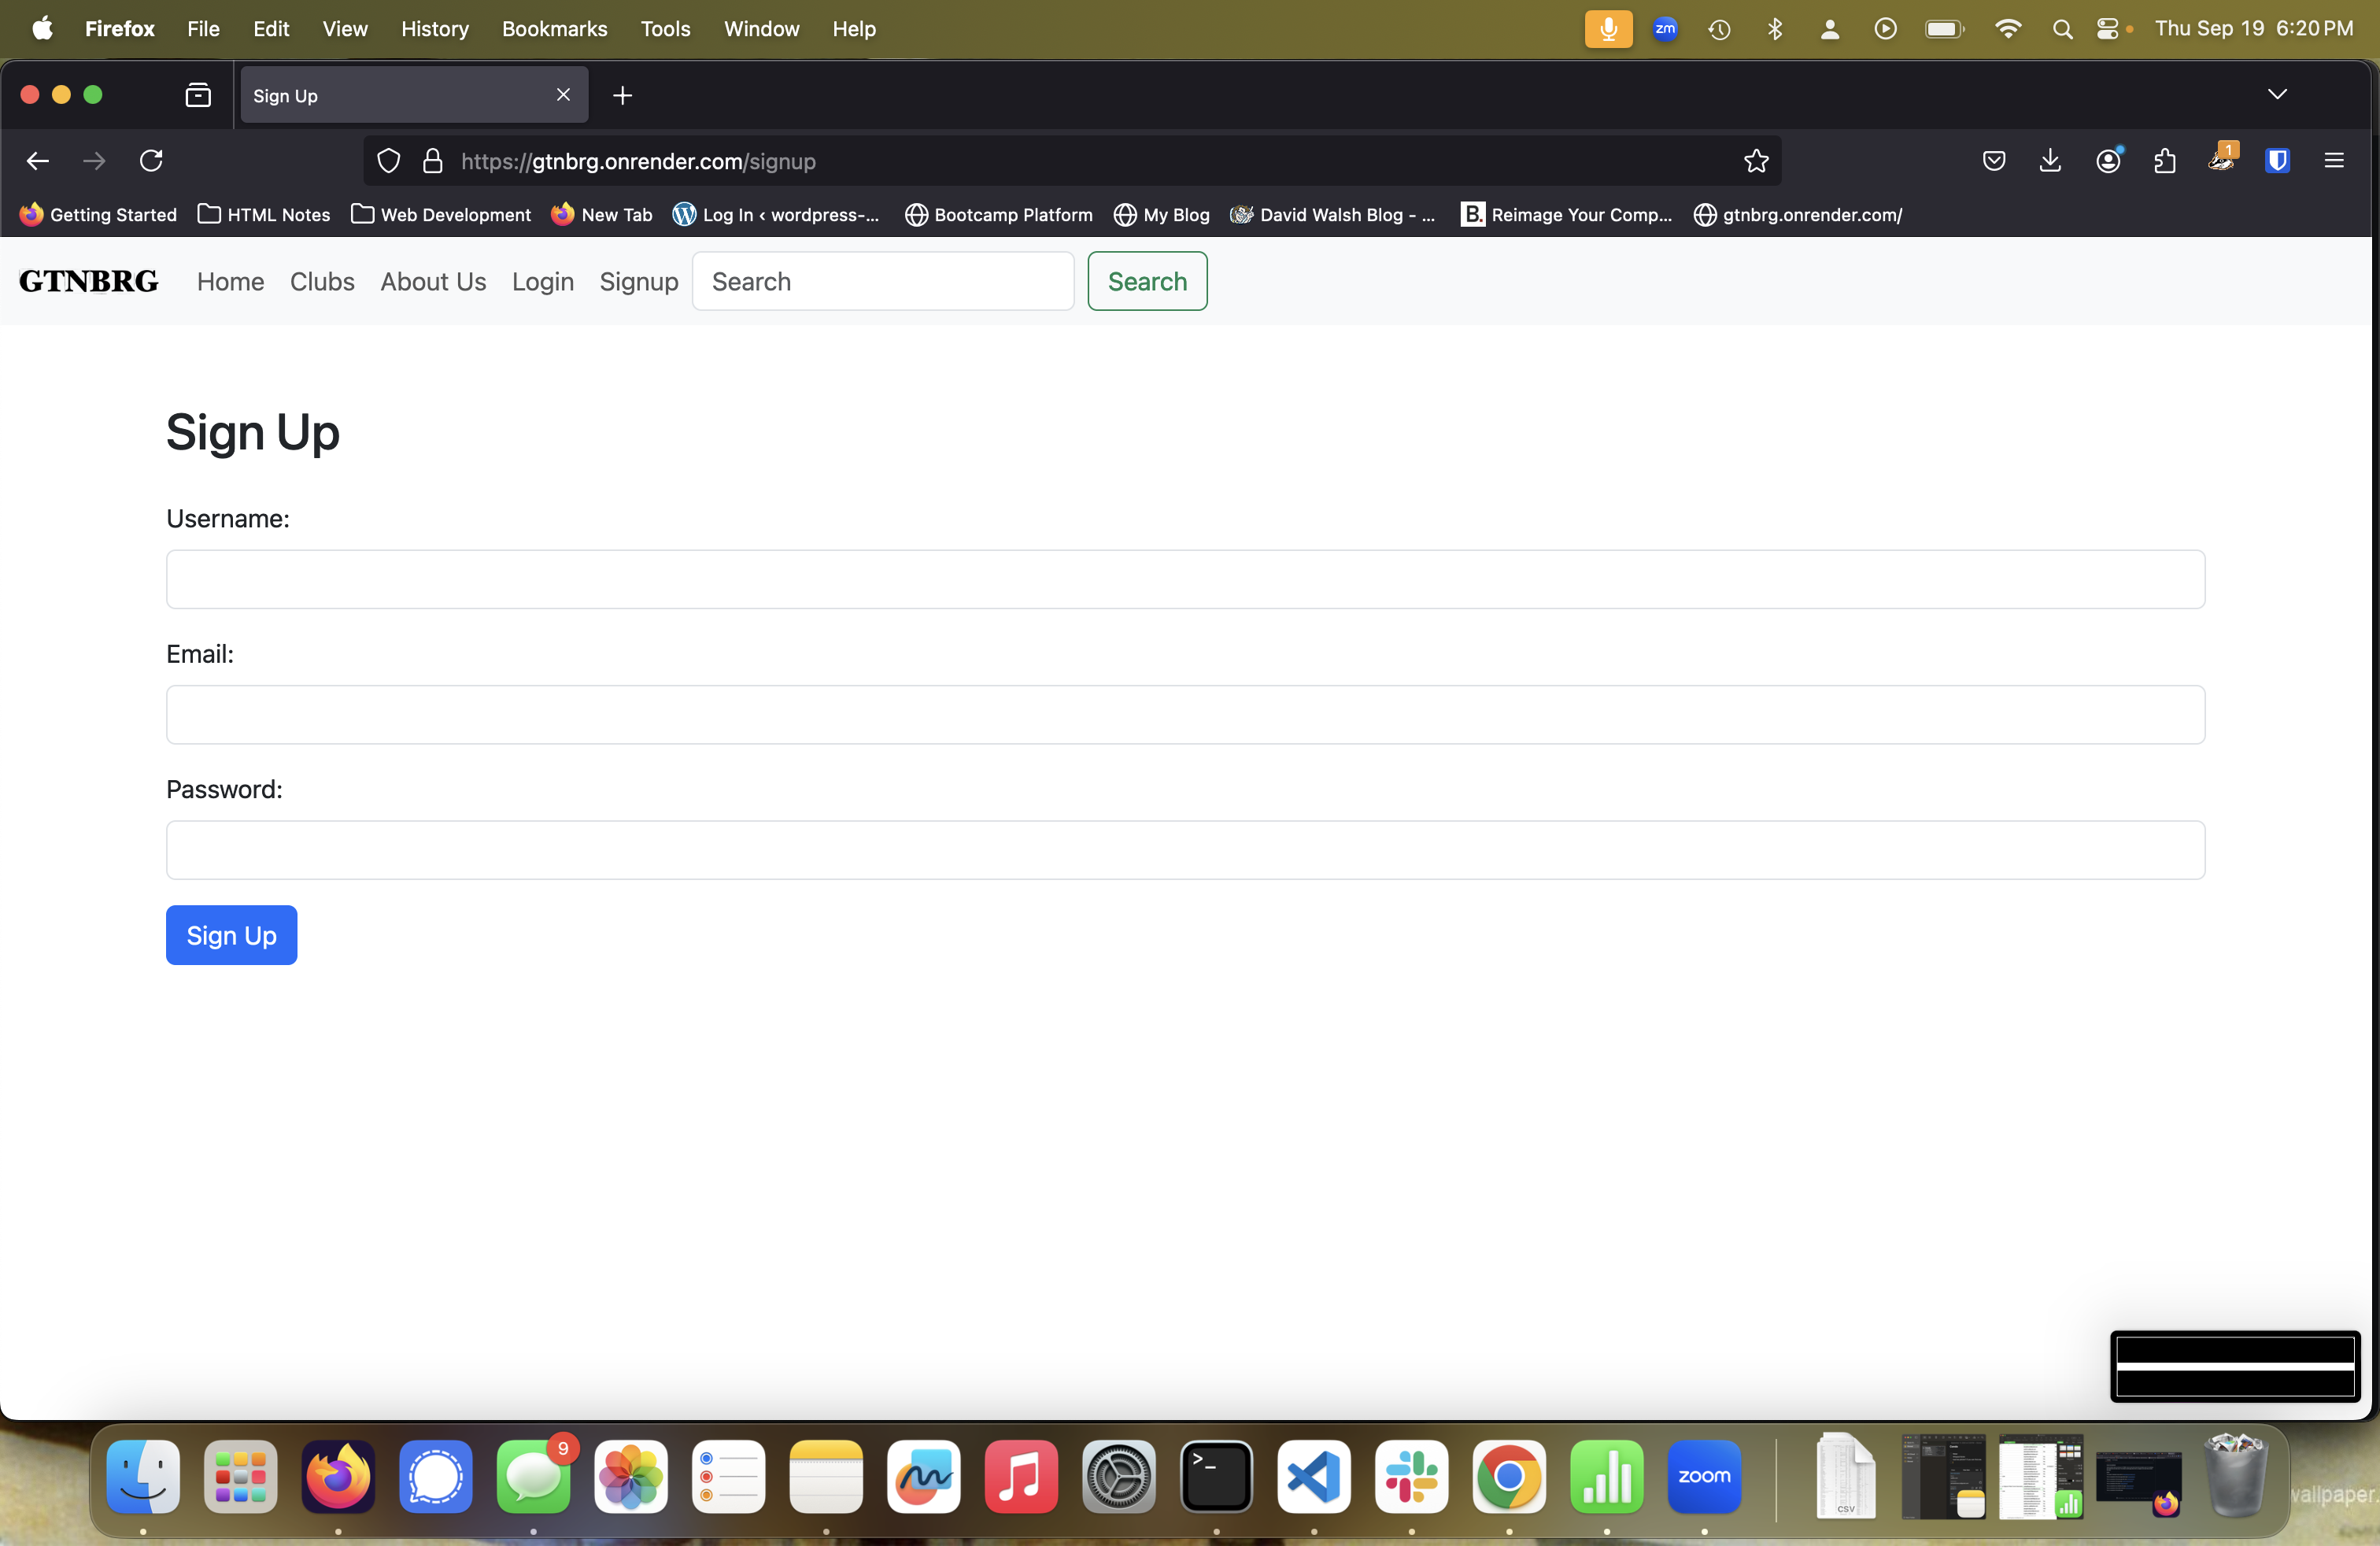 Firefox File Edit View History Bookmarks Tools Window Help zm Thu Sep 19 6:20 PM
Sign Up
https://gtnbrg.onrender.com/signup
1
Getting Started HTML Notes Web Development New Tab Log In ‹ wordpress-... Bootcamp Platform My Blog David Walsh Blog - ... B. Reimage Your Comp... gtnbrg.onrender.com/
GTNBRG Home Clubs About Us Login Signup Search Search
Sign Up
Username:
Email:
Password:
Sign Up
9
zoom
CSV
wallpaper.